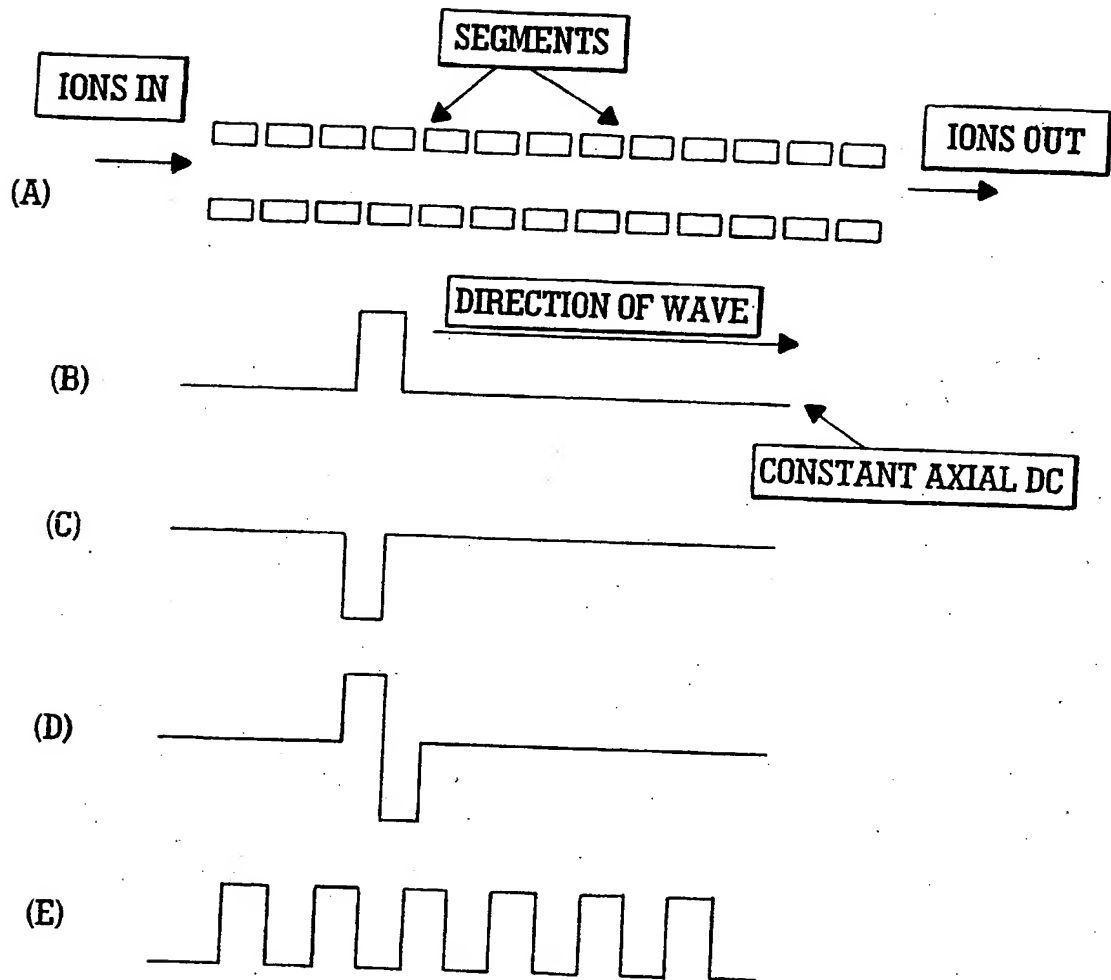 SEGMENTS
IONS IN
IONS OUT
(A)
DIRECTION OF WAVE
(B)
CONSTANT AXIAL DC
(C)
(D)
(E)